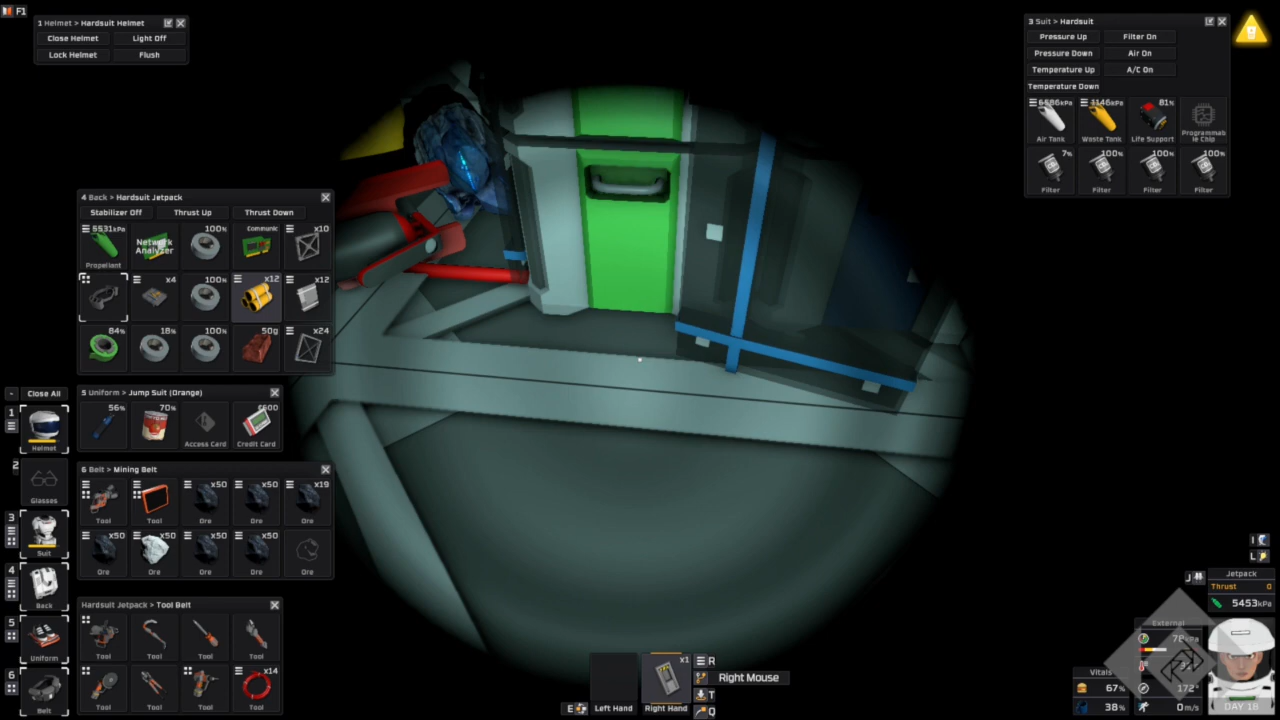 F1
1 Helmet > Hardsuit Helmet
Close Helmet Light Off
Lock Helmet Flush
3 Suit > Hardsuit
Pressure Up Filter On
Pressure Down Air On
Temperature Up A/C On
Temperature Down
6586kPa 1146kPa 81%
Air Tank Waste Tank Life Support Programmable Chip
7% 100% 100% 100%
Filter Filter Filter Filter
4 Back > Hardsuit Jetpack
Stabilizer Off Thrust Up Thrust Down
5531kPa Network Analyzer 100% Communic x10
Propellant
x4 100% x12 x12
84% 18% 100% 50g x24
Close All
5 Uniform > Jump Suit (Orange)
56% 70% €600
Access Card Credit Card
1
Helmet
2
Glasses
3
Suit
4
Back
5
Uniform
6
Belt
6 Belt > Mining Belt
x50 x50 x19
Tool Tool Ore Ore Ore
x50 x50 x50 x50
Ore Ore Ore Ore Ore
Hardsuit Jetpack > Tool Belt
Tool Tool Tool Tool
x14
Tool Tool Tool Tool
x1
R
Right Mouse
T
Q
E
Left Hand Right Hand
I
L
J
Jetpack
Thrust 0
5453kPa
External
Vitals
67% 172°
38% 0m/s
DAY 18